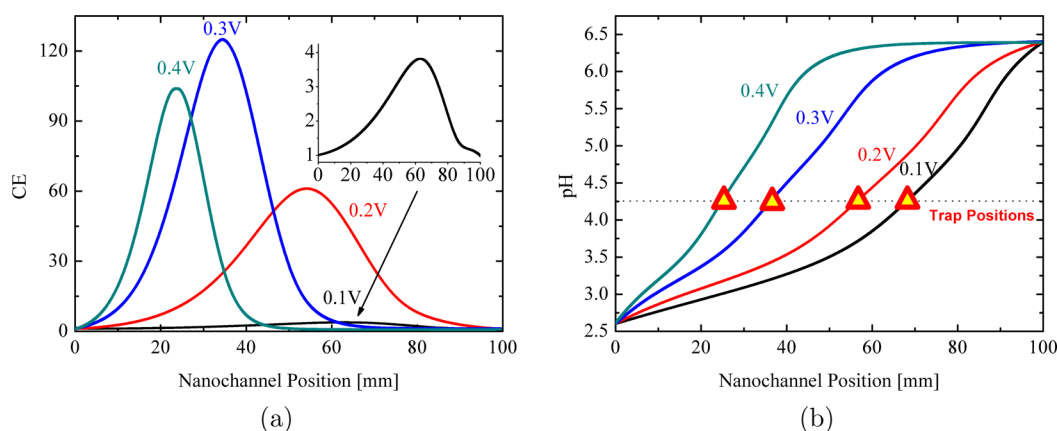 120
90
60
30
0
CE
0.3V
0.4V
0.2V
0.1V
4
3
2
1
0 20 40 60 80 100
0 20 40 60 80 100
Nanochannel Position [mm]
(a)
6.5
6.0
5.5
5.0
4.5
4.0
3.5
3.0
2.5
pH
0.4V
0.3V
0.2V
0.1V
Trap Positions
0 20 40 60 80 100
Nanochannel Position [mm]
(b)